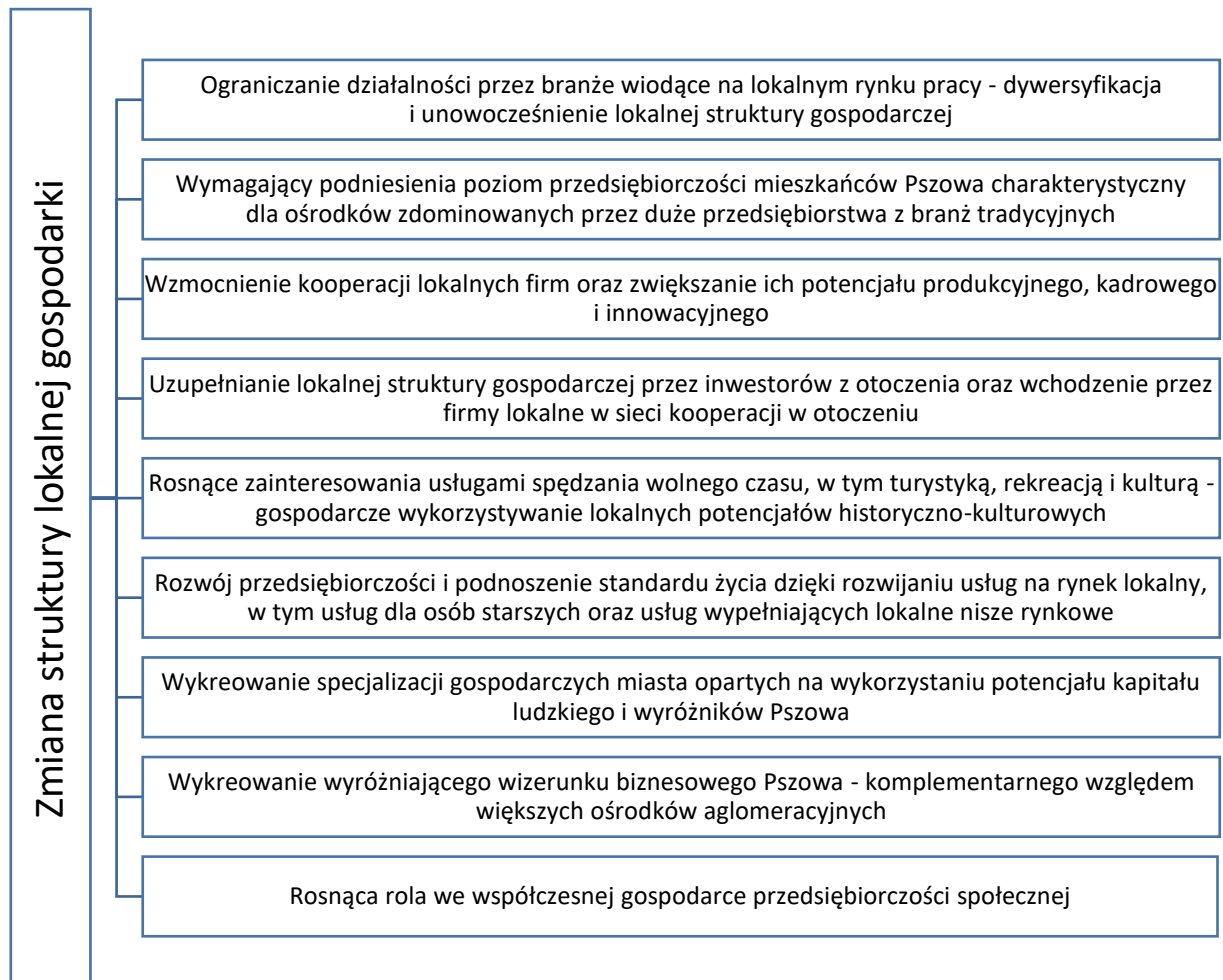 Zmiana struktury lokalnej gospodarki
Ograniczanie działalności przez branże wiodące na lokalnym rynku pracy - dywersyfikacja
i unowocześnienie lokalnej struktury gospodarczej
Wymagający podniesienia poziom przedsiębiorczości mieszkańców Pszowa charakterystyczny
dla ośrodków zdominowanych przez duże przedsiębiorstwa z branż tradycyjnych
Wzmocnienie kooperacji lokalnych firm oraz zwiększanie ich potencjału produkcyjnego, kadrowego
i innowacyjnego
Uzupełnianie lokalnej struktury gospodarczej przez inwestorów z otoczenia oraz wchodzenie przez
firmy lokalne w sieci kooperacji w otoczeniu
Rosnące zainteresowania usługami spędzania wolnego czasu, w tym turystyką, rekreacją i kulturą -
gospodarcze wykorzystywanie lokalnych potencjałów historyczno-kulturowych
Rozwój przedsiębiorczości i podnoszenie standardu życia dzięki rozwijaniu usług na rynek lokalny,
w tym usług dla osób starszych oraz usług wypełniających lokalne nisze rynkowe
Wykreowanie specjalizacji gospodarczych miasta opartych na wykorzystaniu potencjału kapitału
ludzkiego i wyróżników Pszowa
Wykreowanie wyróżniającego wizerunku biznesowego Pszowa - komplementarnego względem
większych ośrodków aglomeracyjnych
Rosnąca rola we współczesnej gospodarce przedsiębiorczości społecznej